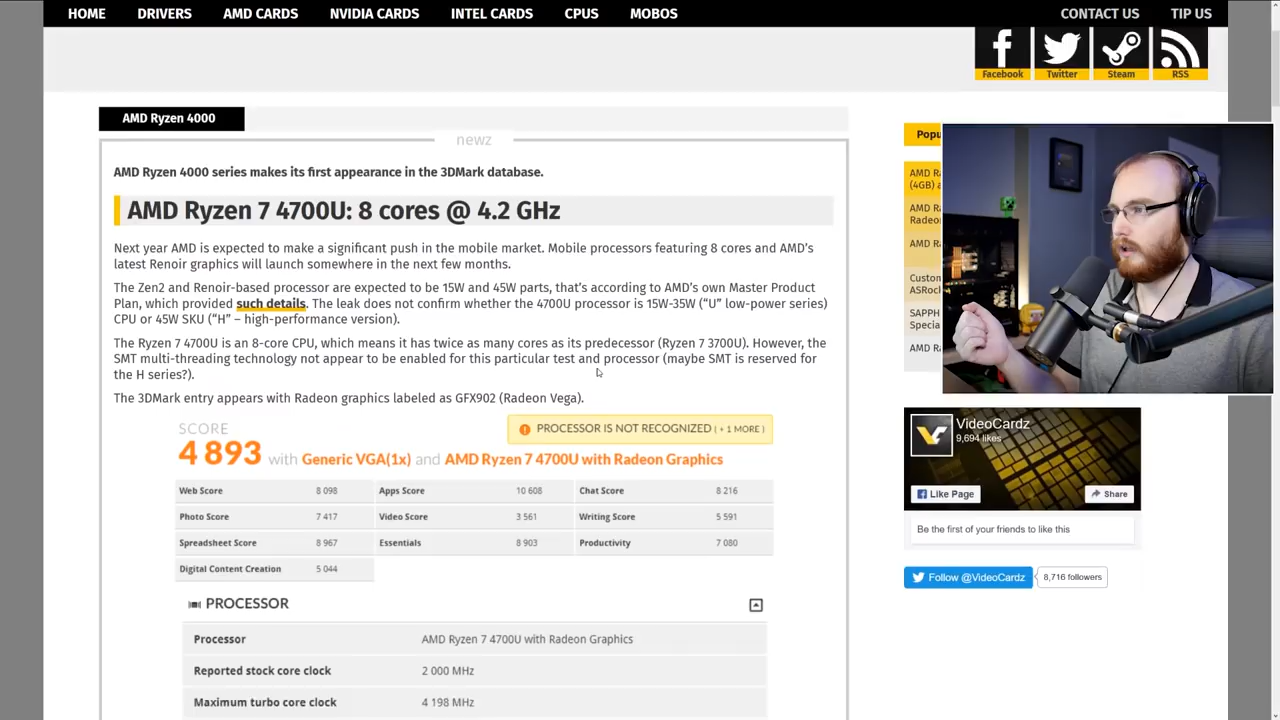 HOME DRIVERS AMD CARDS NVIDIA CARDS INTEL CARDS CPUS MOBOS CONTACT US TIP US
Facebook Twitter Steam RSS
AMD Ryzen 4000
newz
AMD Ryzen 4000 series makes its first appearance in the 3DMark database.
AMD Ryzen 7 4700U: 8 cores @ 4.2 GHz
Next year AMD is expected to make a significant push in the mobile market. Mobile processors featuring 8 cores and AMD's
latest Renoir graphics will launch somewhere in the next few months.
The Zen2 and Renoir-based processor are expected to be 15W and 45W parts, that's according to AMD's own Master Product
Plan, which provided such details. The leak does not confirm whether the 4700U processor is 15W-35W ("U" low-power series)
CPU or 45W SKU ("H" – high-performance version).
The Ryzen 7 4700U is an 8-core CPU, which means it has twice as many cores as its predecessor (Ryzen 7 3700U). However, the
SMT multi-threading technology not appear to be enabled for this particular test and processor (maybe SMT is reserved for
the H series?).
The 3DMark entry appears with Radeon graphics labeled as GFX902 (Radeon Vega).
SCORE
PROCESSOR IS NOT RECOGNIZED ( + 1 MORE )
4 893 with Generic VGA(1x) and AMD Ryzen 7 4700U with Radeon Graphics
Web Score 8 098 Apps Score 10 608 Chat Score 8 216
Photo Score 7 417 Video Score 3 561 Writing Score 5 591
Spreadsheet Score 8 967 Essentials 8 903 Productivity 7 080
Digital Content Creation 5 044
PROCESSOR
Processor AMD Ryzen 7 4700U with Radeon Graphics
Reported stock core clock 2 000 MHz
Maximum turbo core clock 4 198 MHz
Popu
AMD Ra
(4GB) a
AMD R
Radeo
AMD R
Custo
ASRoc
SAPPH
Specia
AMD R
VideoCardz
9,694 likes
Like Page Share
Be the first of your friends to like this
Follow @VideoCardz 8,716 followers